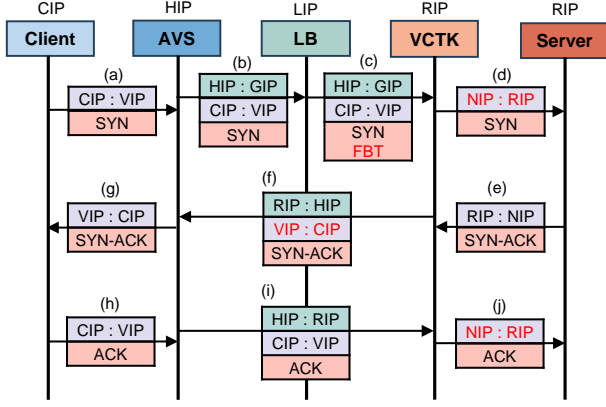 CIP HIP LIP RIP RIP
Client AVS LB VCTK Server
(a) (b) (c) (d)
CIP : VIP
SYN
HIP : GIP
CIP : VIP
SYN
HIP : GIP
CIP : VIP
SYN
FBT
NIP : RIP
SYN
(g) (f) (e)
VIP : CIP
SYN-ACK
RIP : HIP
VIP : CIP
SYN-ACK
RIP : NIP
SYN-ACK
(h) (i) (j)
CIP : VIP
ACK
HIP : RIP
CIP : VIP
ACK
NIP : RIP
ACK